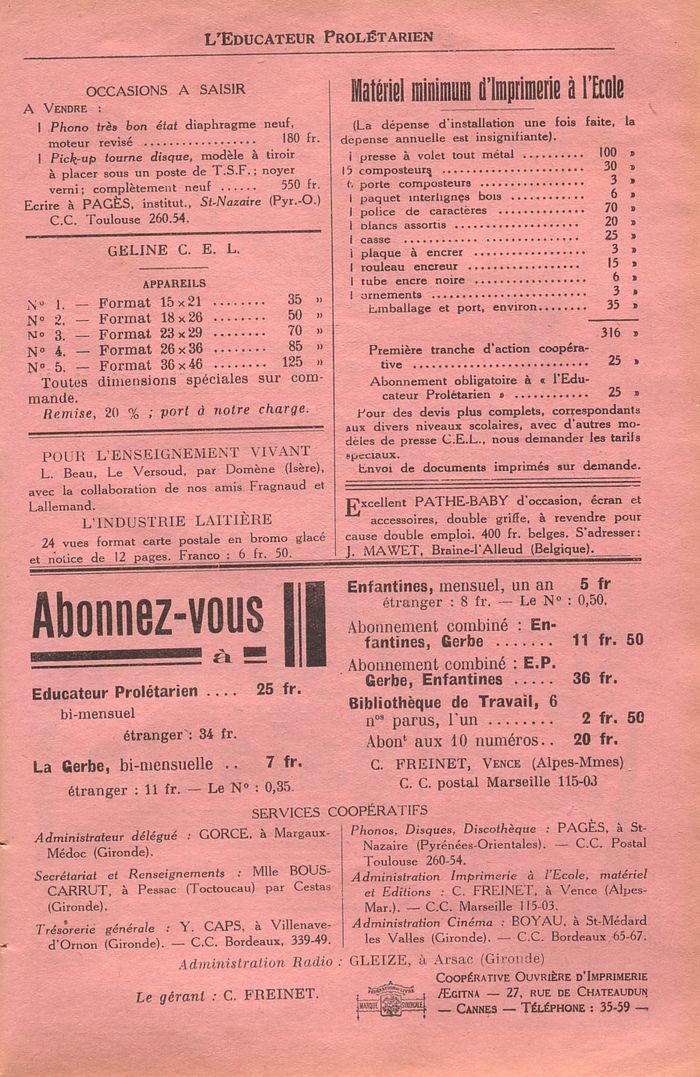 L'EDUCATEUR PROLÉTARIEN
OCCASIONS A SAISIR
A VENDRE :
1 Phono très bon état diaphragme neuf,
moteur revisé .................. 180 fr.
1 Pick-up tourne disque, modèle à tiroir
à placer sous un poste de T.S.F.; noyer
verni; complètement neuf ...... 550 fr.
Ecrire à PAGÈS, institut., St-Nazaire (Pyr.-O.)
C.C. Toulouse 260.54.
GELINE C. E. L.
APPAREILS
N° 1. — Format 15 x 21 ........ 35 »
N° 2. — Format 18 x 26 ........ 50 »
N° 3. — Format 23 x 29 ........ 70 »
N° 4. — Format 26 x 36 ........ 85 »
N° 5. — Format 36 x 46 ........ 125 »
Toutes dimensions spéciales sur com-
mande.
Remise, 20 % ; port à notre charge.
POUR L'ENSEIGNEMENT VIVANT
L. Beau, Le Versoud, par Domène (Isère),
avec la collaboration de nos amis Fragnaud et
Lallemand.
L'INDUSTRIE LAITIÈRE
24 vues format carte postale en bromo glacé
et notice de 12 pages. Franco : 6 fr. 50.
Matériel minimum d'Imprimerie à l'Ecole
(La dépense d'installation une fois faite, la
dépense annuelle est insignifiante).
1 presse à volet tout métal .......... 100 »
15 composteurs .................. 30 »
6 porte composteurs ................ 3 »
1 paquet interlignes bois ............ 6 »
1 police de caractères .............. 70 »
1 blancs assortis .................. 20 »
1 casse ........................ 25 »
1 plaque à encrer .................. 3 »
1 rouleau encreur .................. 15 »
1 tube encre noire .................. 6 »
1 ornements ...................... 3 »
Emballage et port, environ........ 35 »
316 »
Première tranche d'action coopéra-
tive ........................ 25 »
Abonnement obligatoire à « l'Edu-
cateur Prolétarien » ............ 25 »
Pour des devis plus complets, correspondants
aux divers niveaux scolaires, avec d'autres mo-
dèles de presse C.E.L., nous demander les tarifs
spéciaux.
Envoi de documents imprimés sur demande.
Excellent PATHE-BABY d'occasion, écran et
accessoires, double griffe, à revendre pour
cause double emploi. 400 fr. belges. S'adresser:
J. MAWET, Braine-l'Alleud (Belgique).
Abonnez-vous
à
Educateur Prolétarien .... 25 fr.
bi-mensuel
étranger : 34 fr.
La Gerbe, bi-mensuelle .. 7 fr.
étranger : 11 fr. — Le N° : 0,35.
Enfantines, mensuel, un an 5 fr
étranger : 8 fr. — Le N° : 0,50.
Abonnement combiné : En-
fantines, Gerbe ....... 11 fr. 50
Abonnement combiné : E.P.
Gerbe, Enfantines ..... 36 fr.
Bibliothèque de Travail, 6
nos parus, l'un ........ 2 fr. 50
Abont aux 10 numéros.. 20 fr.
C. FREINET, VENCE (Alpes-Mmes)
C. C. postal Marseille 115-03
SERVICES COOPÉRATIFS
Administrateur délégué : GORCE, à Margaux-
Médoc (Gironde).
Secrétariat et Renseignements : Mlle BOUS-
CARRUT, à Pessac (Toctoucau) par Cestas
(Gironde).
Trésorerie générale : Y. CAPS, à Villenave-
d'Ornon (Gironde). — C.C. Bordeaux, 339-49.
Phonos, Disques, Discothèque : PAGÈS, à St-
Nazaire (Pyrénées-Orientales). — C.C. Postal
Toulouse 260-54.
Administration Imprimerie à l'Ecole, matériel
et Editions : C. FREINET, à Vence (Alpes-
Mar.). — C.C. Marseille 115-03.
Administration Cinéma : BOYAU, à St-Médard
les Valles (Gironde). — C.C. Bordeaux 65-67.
Administration Radio : GLEIZE, à Arsac (Gironde)
Le gérant : C. FREINET.
MARQUE SYNDICALE
COOPÉRATIVE OUVRIÈRE D'IMPRIMERIE
ÆGITNA — 27, RUE DE CHATEAUDUN
— CANNES — TÉLÉPHONE : 35-59 —